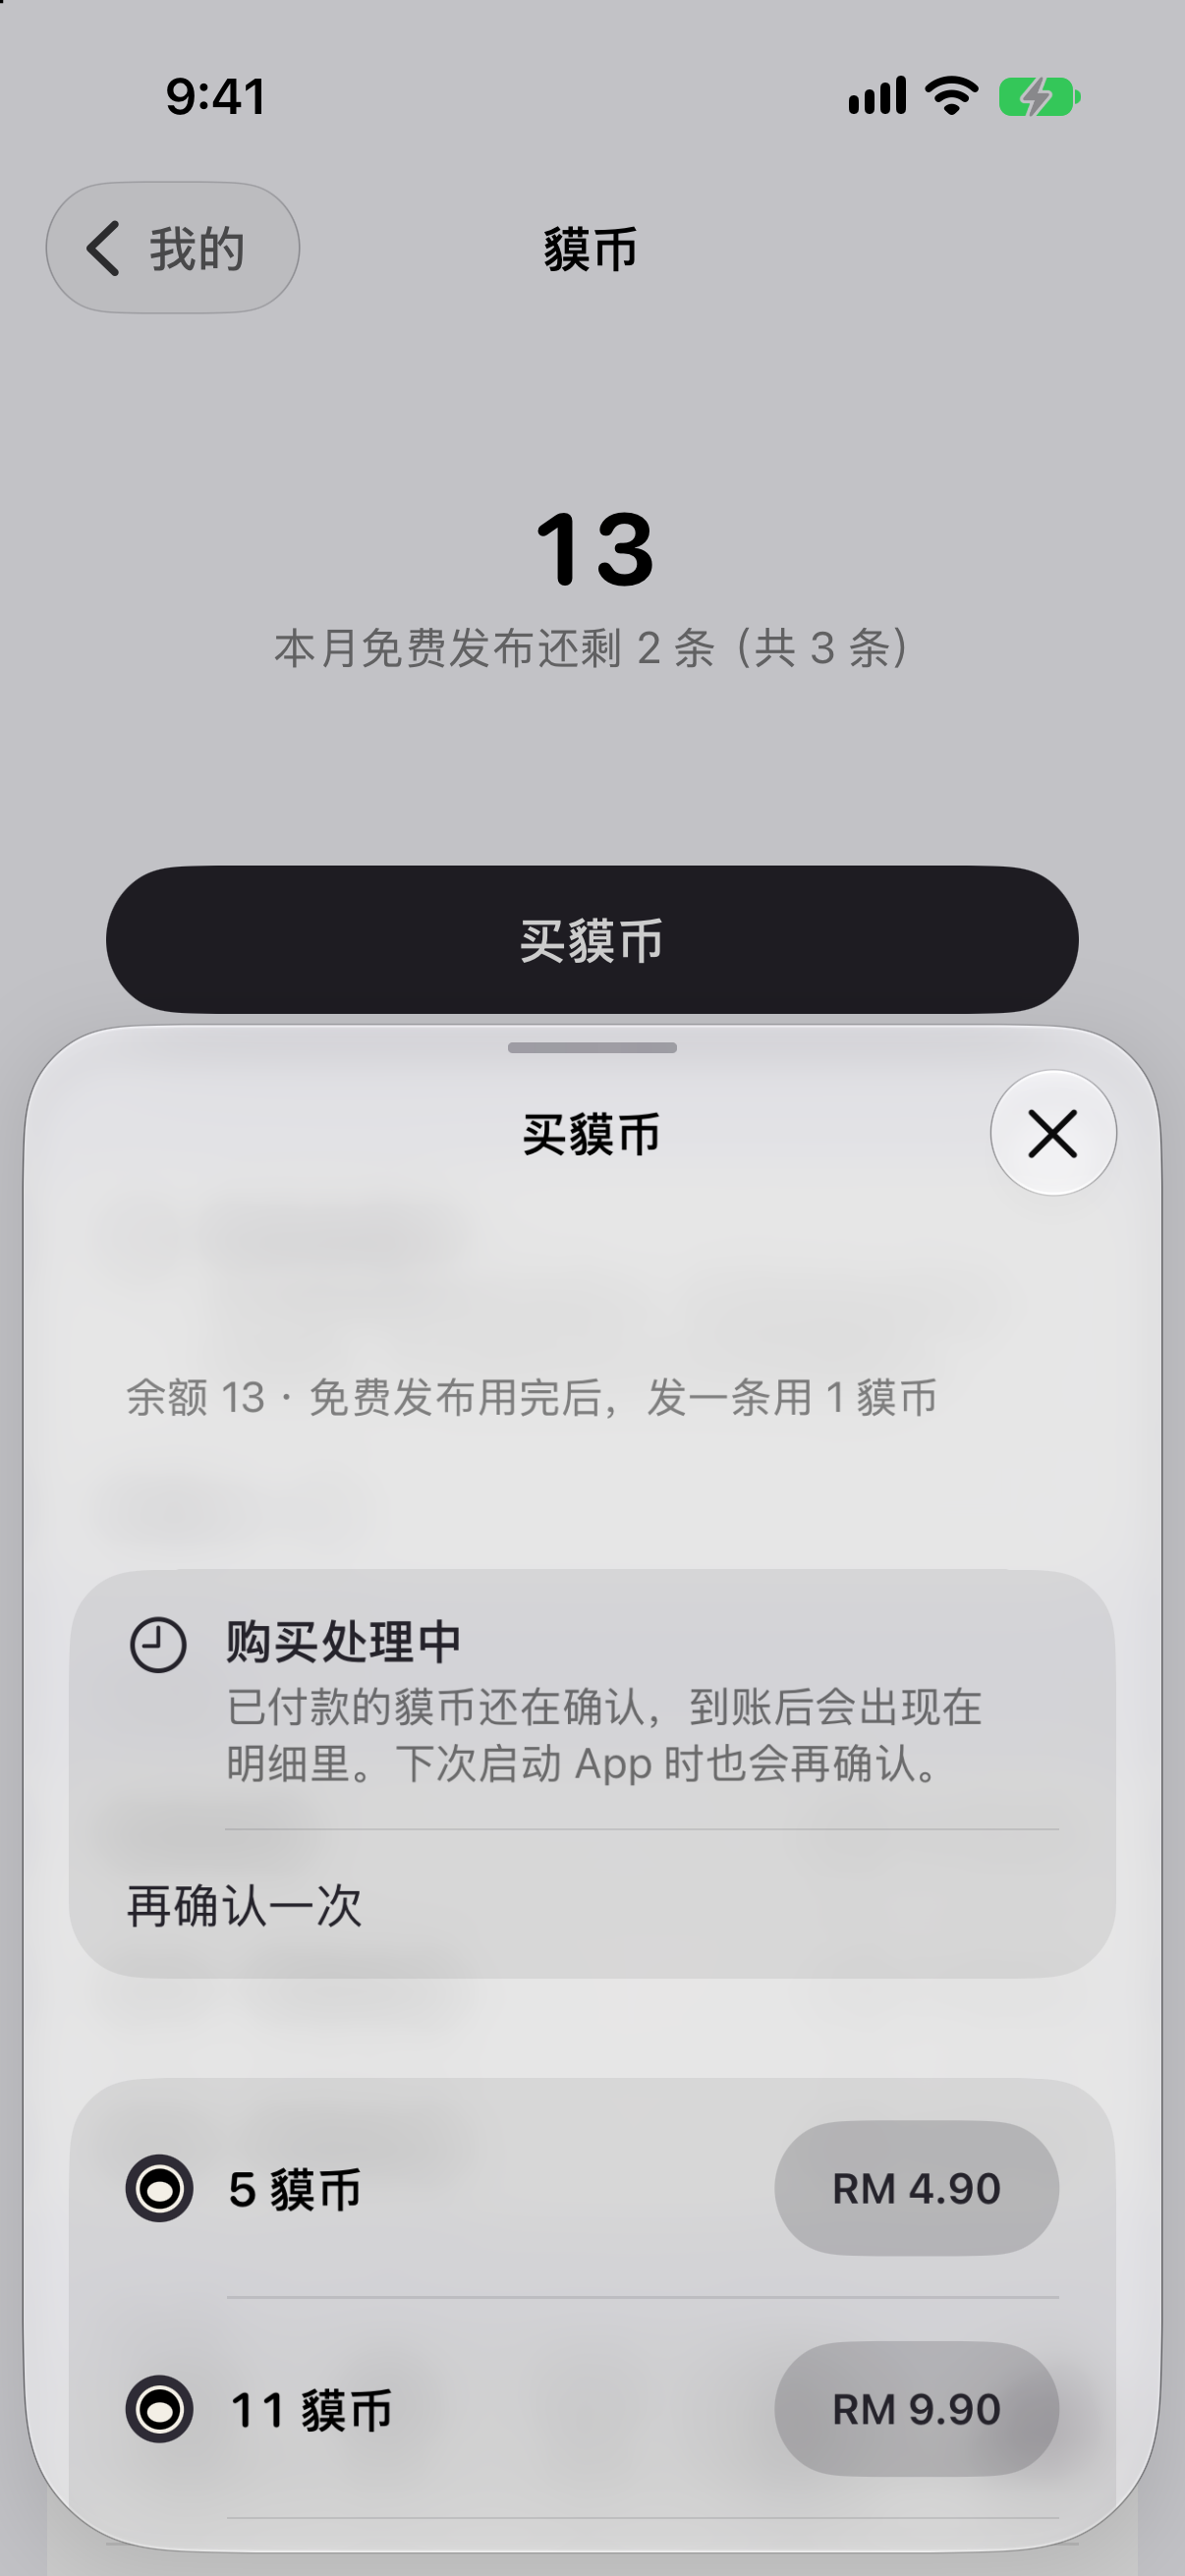 9:41
我的
貘币
13
本月免费发布还剩 2 条（共 3 条）
买貘币
买貘币
余额 13 · 免费发布用完后，发一条用 1 貘币
购买处理中
已付款的貘币还在确认，到账后会出现在
明细里。下次启动 App 时也会再确认。
再确认一次
5 貘币
RM 4.90
11 貘币
RM 9.90